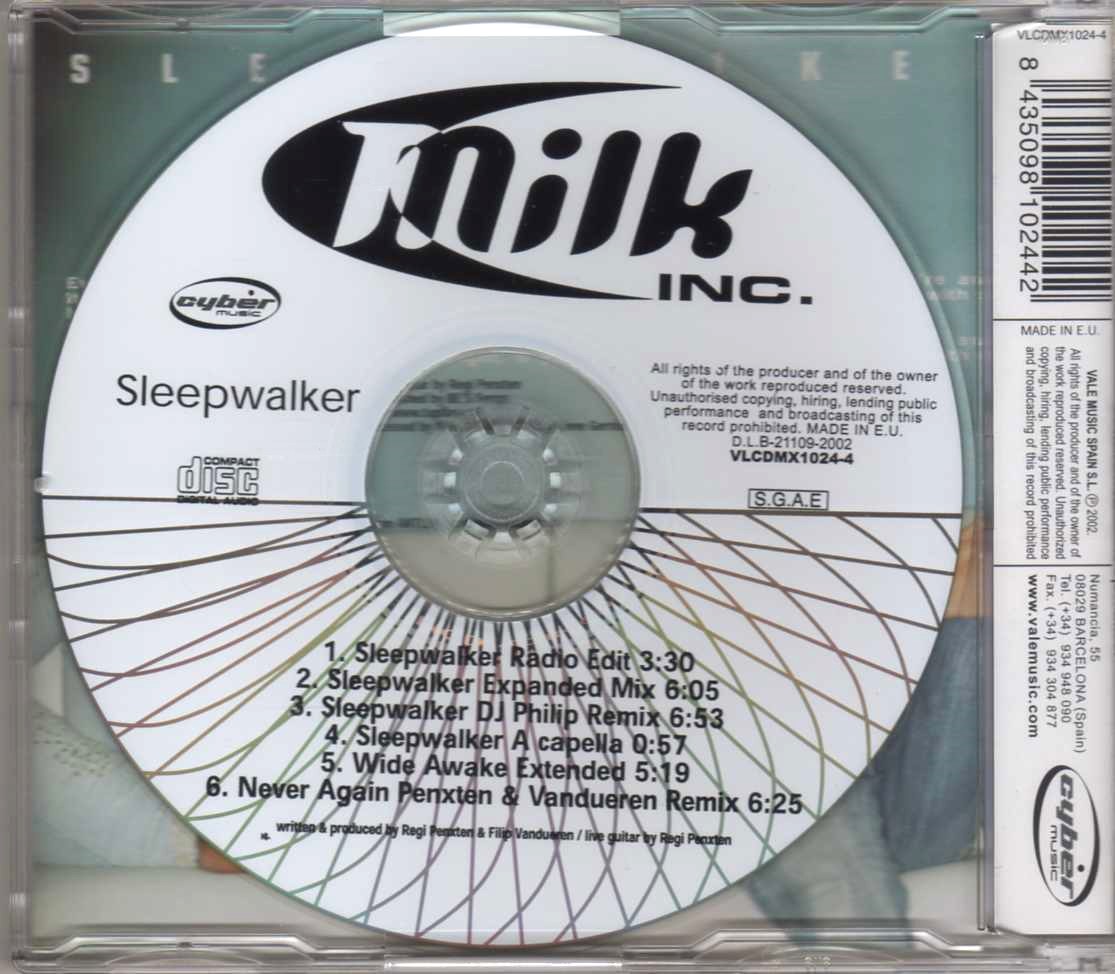 S L E K E
milk
INC.
cyber
music
Sleepwalker
COMPACT
disc
DIGITAL AUDIO
All rights of the producer and of the owner
of the work reproduced reserved.
Unauthorised copying, hiring, lending public
performance and broadcasting of this
record prohibited. MADE IN E.U.
D.L.B-21109-2002
VLCDMX1024-4
S.G.A.E
1. Sleepwalker Radio Edit 3:30
2. Sleepwalker Expanded Mix 6:05
3. Sleepwalker DJ Philip Remix 6:53
4. Sleepwalker A capella 0:57
5. Wide Awake Extended 5:19
6. Never Again Penxten & Vandueren Remix 6:25
written & produced by Regi Penxten & Filip Vandueren / live guitar by Regi Penxten
VLCDMX1024-4
8 435098 102442
MADE IN E.U.
VALE MUSIC SPAIN S.L. ℗ 2002.
All rights of the producer and of the owner of
the work reproduced reserved. Unauthorized
copying, hiring, lending public performance
and broadcasting of this record prohibited
Numancia, 55
08029 BARCELONA (Spain)
Tel. (+34) 934 948 090
Fax. (+34) 934 304 877
www.valemusic.com
cyber
music